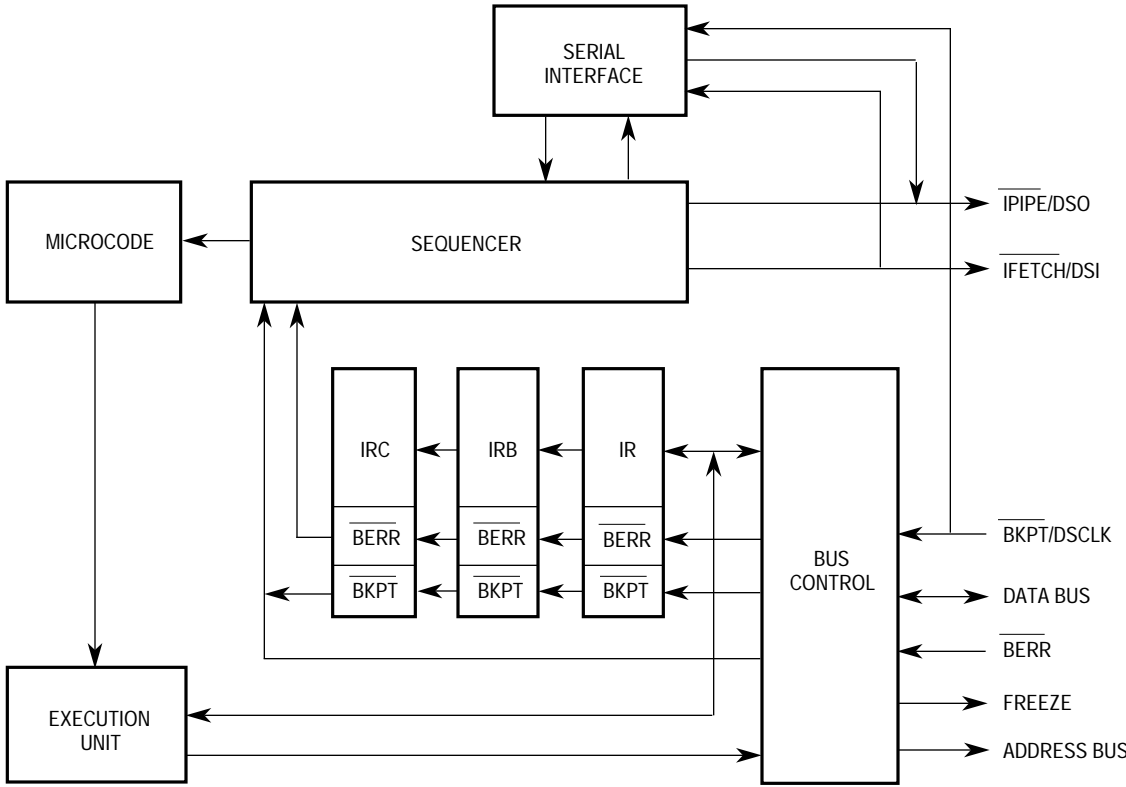 SERIAL
INTERFACE
MICROCODE
SEQUENCER
IPIPE/DSO
IFETCH/DSI
IRC
IRB
IR
BERR
BERR
BERR
BKPT
BKPT
BKPT
BUS
CONTROL
BKPT/DSCLK
DATA BUS
BERR
FREEZE
ADDRESS BUS
EXECUTION
UNIT